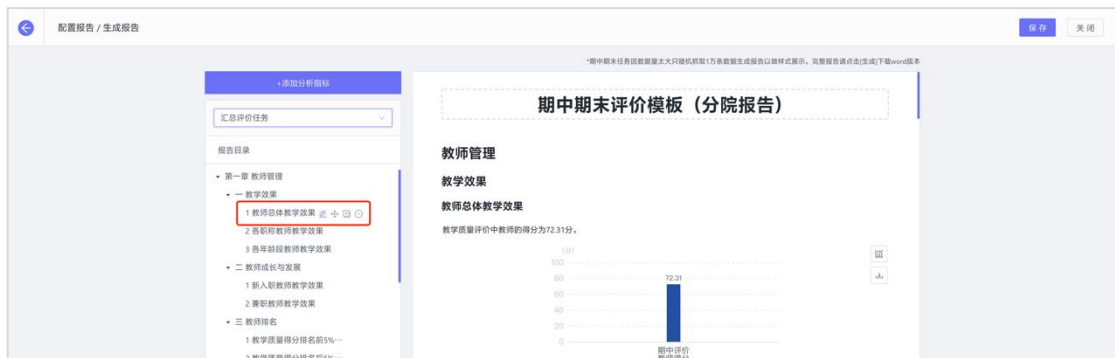 配置报告 / 生成报告
保 存
关 闭
*期中期末任务因数据量太大只随机抓取1万条数据生成报告以做样式展示。完整报告请点击[生成]下载word版本
+添加分析指标
汇总评价任务
报告目录
第一章 教师管理
一 教学效果
1 教师总体教学效果
2 各职称教师教学效果
3 各年龄段教师教学效果
二 教师成长与发展
1 新入职教师教学效果
2 兼职教师教学效果
三 教师排名
1 教学质量得分排名前5%…
期中期末评价模板（分院报告）
教师管理
教学效果
教师总体教学效果
教学质量评价中教师的得分为72.31分。
(分)
100
80
60
40
20
0
72.31
期中评价